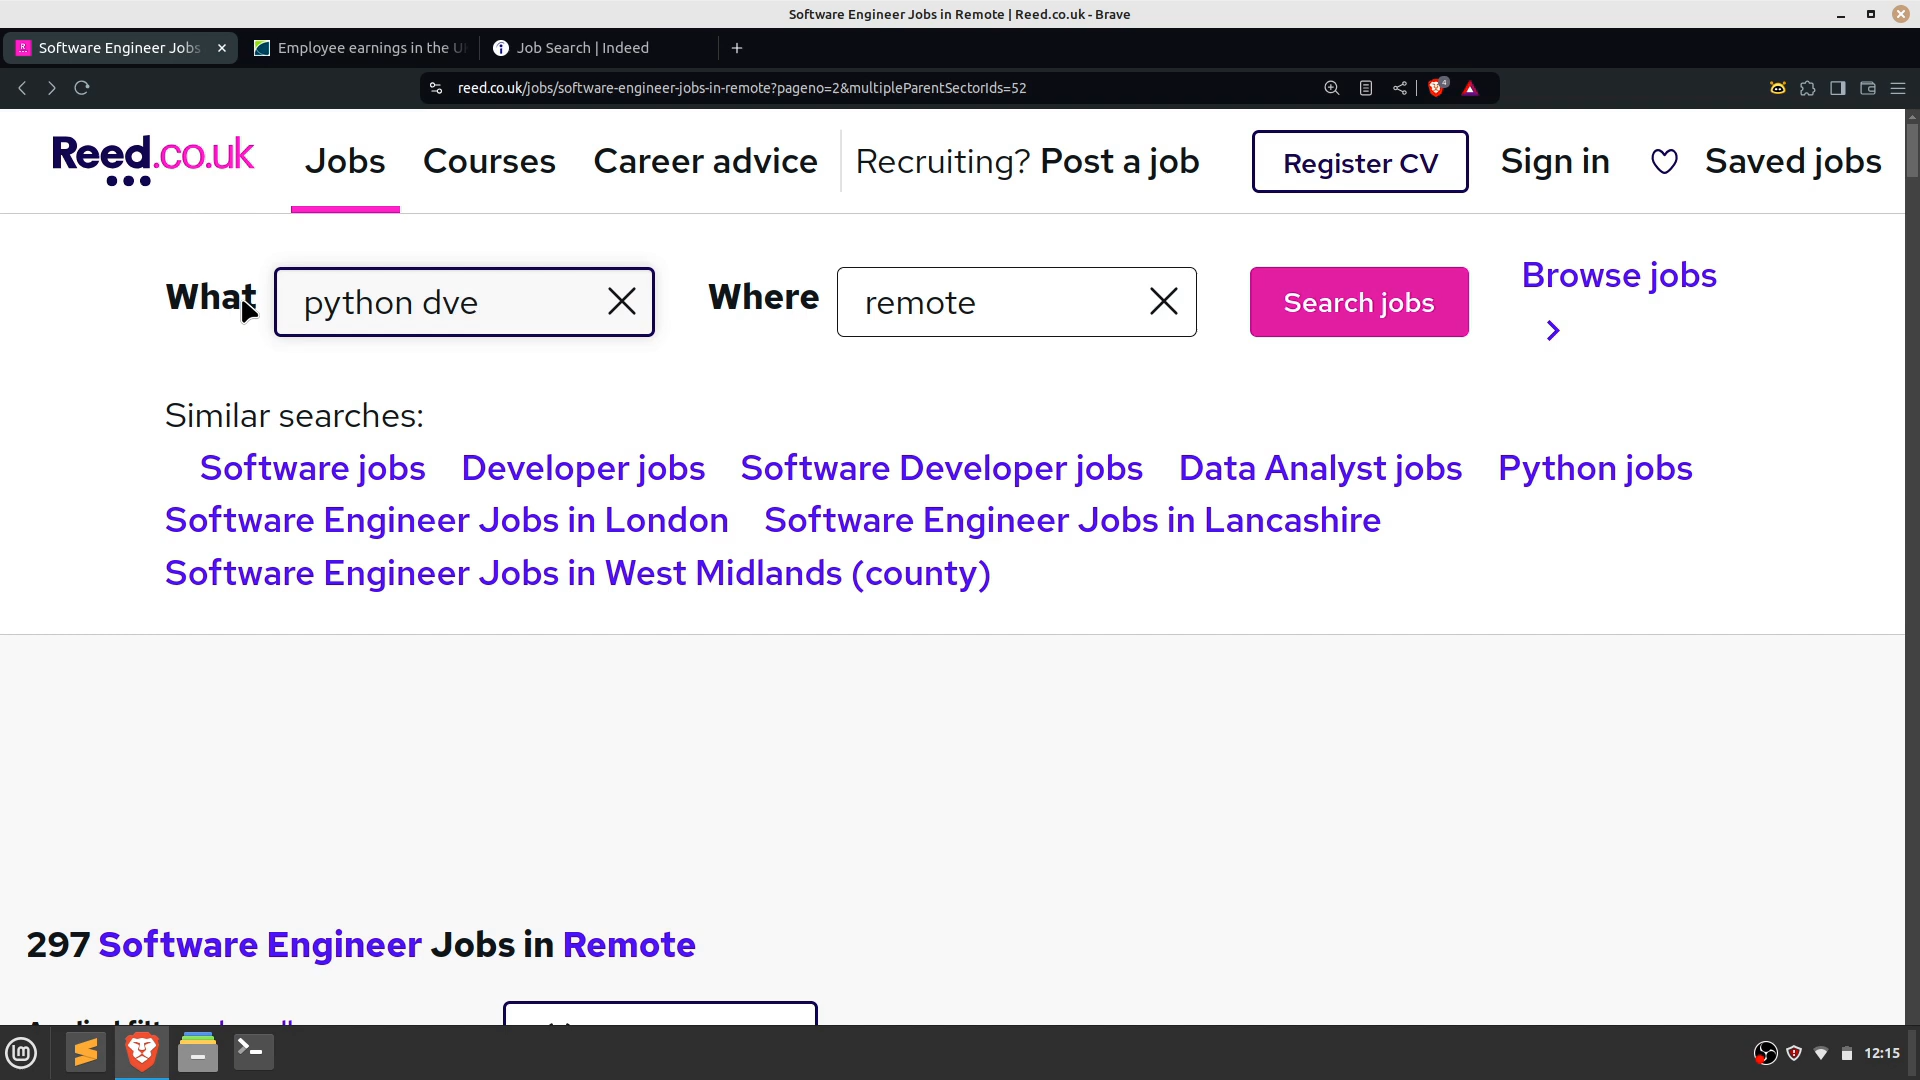 Software Engineer Jobs in Remote | Reed.co.uk - Brave
Software Engineer Jobs
Employee earnings in the U
Job Search | Indeed
reed.co.uk/jobs/software-engineer-jobs-in-remote?pageno=2&multipleParentSectorIds=52
4
Reed.co.uk
Jobs
Courses
Career advice
Recruiting? Post a job
Register CV
Sign in
Saved jobs
What
python dve
Where
remote
Search jobs
Browse jobs
Similar searches:
Software jobs Developer jobs Software Developer jobs Data Analyst jobs Python jobs
Software Engineer Jobs in London Software Engineer Jobs in Lancashire
Software Engineer Jobs in West Midlands (county)
297 Software Engineer Jobs in Remote
12:15